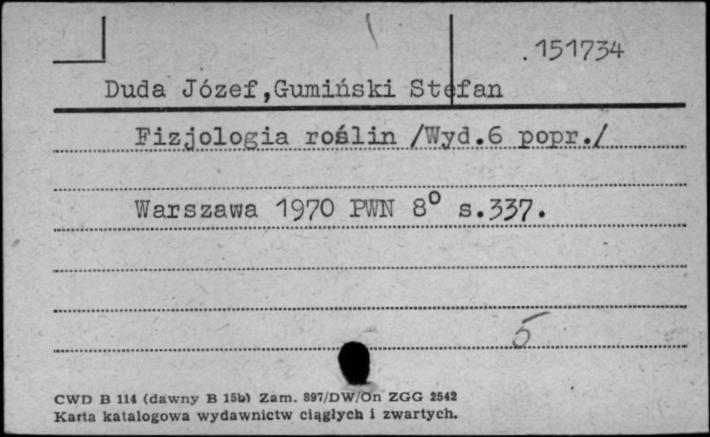 .151734
Duda Józef,Gumiński Stefan
Fizjologia roślin /Wyd.6 popr./
Warszawa 1970 PWN 8° s.337.
5
CWD B 114 (dawny B 15b) Zam. 897/DW/On ZGG 2542
Karta katalogowa wydawnictw ciągłych i zwartych.